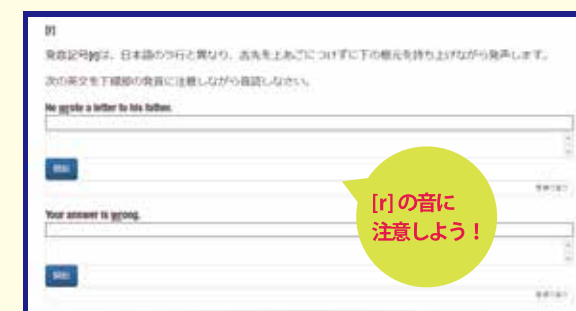 [r]
発音記号[r]は、日本語のラ行と異なり、舌先を上あごにつけずに下の根元を持ち上げながら発声します。
次の英文を下線部の発音に注意しながら音読しなさい。
He wrote a letter to his father.
[r]の音に
注意しよう！
Your answer is wrong.